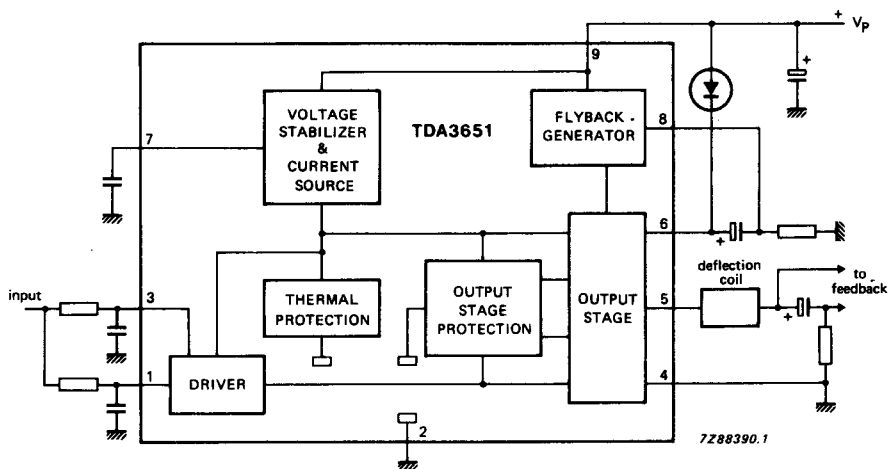 + Vp
9
+
VOLTAGE
STABILIZER
&
CURRENT
SOURCE
TDA3651
FLYBACK -
GENERATOR
8
7
6
+
deflection
coil
to
feedback
input
3
THERMAL
PROTECTION
OUTPUT
STAGE
PROTECTION
OUTPUT
STAGE
5
+
1
DRIVER
4
2
7Z88390.1